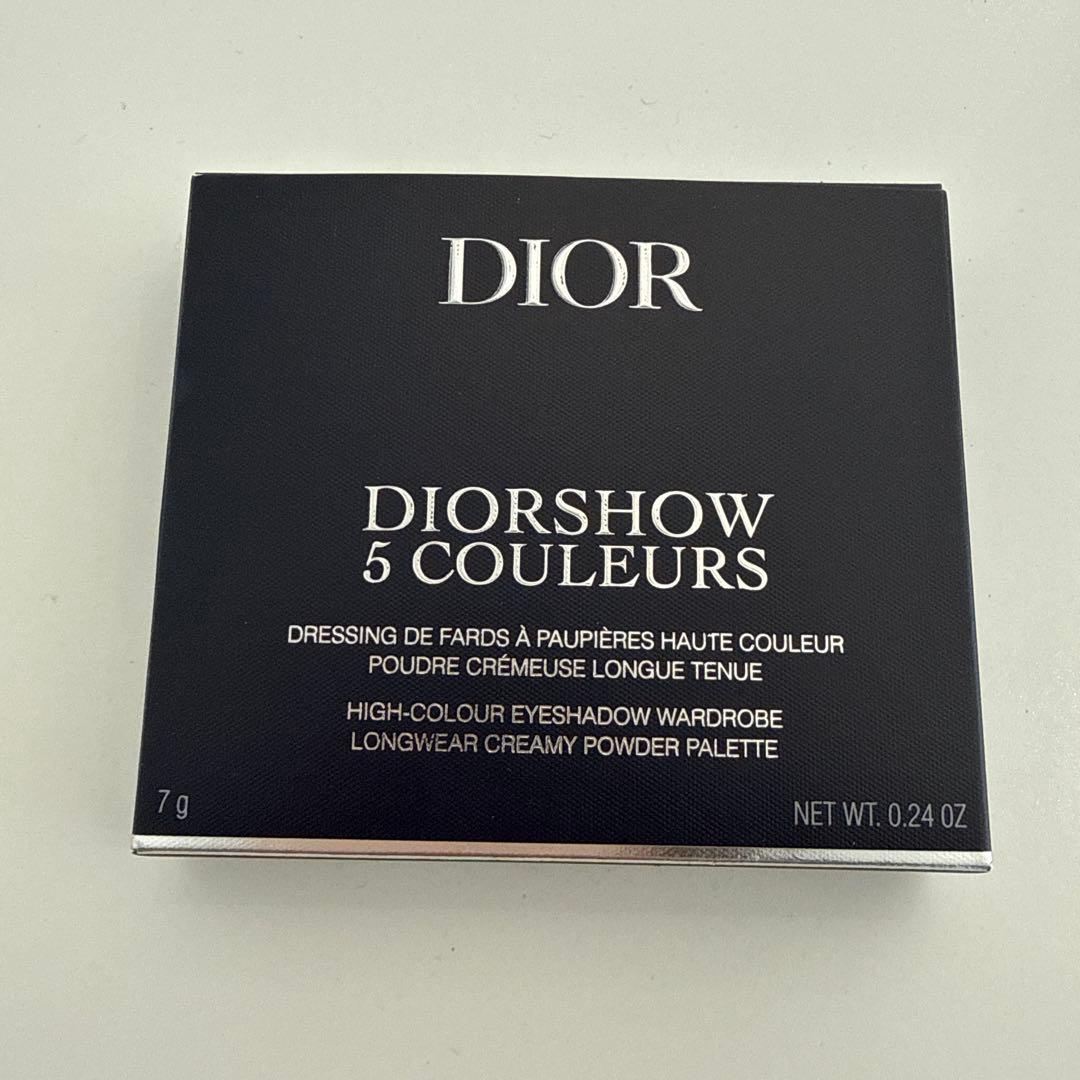 DIOR
DIORSHOW
5 COULEURS
DRESSING DE FARDS À PAUPIÈRES HAUTE COULEUR
POUDRE CRÉMEUSE LONGUE TENUE
HIGH-COLOUR EYESHADOW WARDROBE
LONGWEAR CREAMY POWDER PALETTE
7 g
NET WT. 0.24 OZ